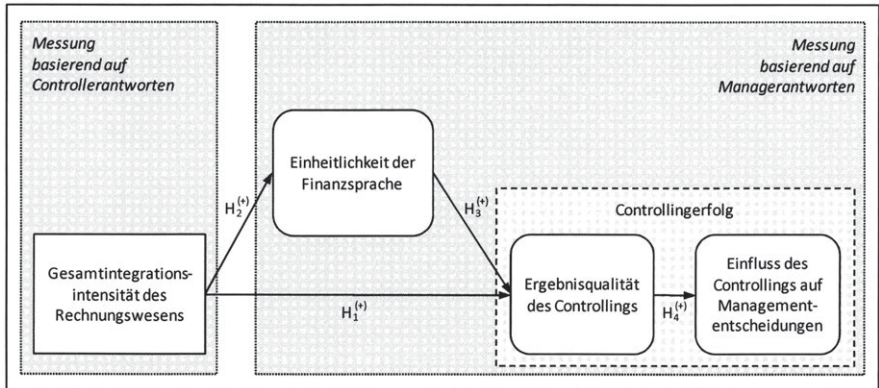 Messung
basierend auf
Controllerantworten
Messung
basierend auf
Managerantworten
Einheitlichkeit der
Finanzsprache
H₂⁽⁺⁾
H₃⁽⁺⁾
Controllingerfolg
Gesamtintegrations-
intensität des
Rechnungswesens
H₁⁽⁺⁾
Ergebnisqualität
des Controllings
H₄⁽⁺⁾
Einfluss des
Controllings auf
Management-
entscheidungen